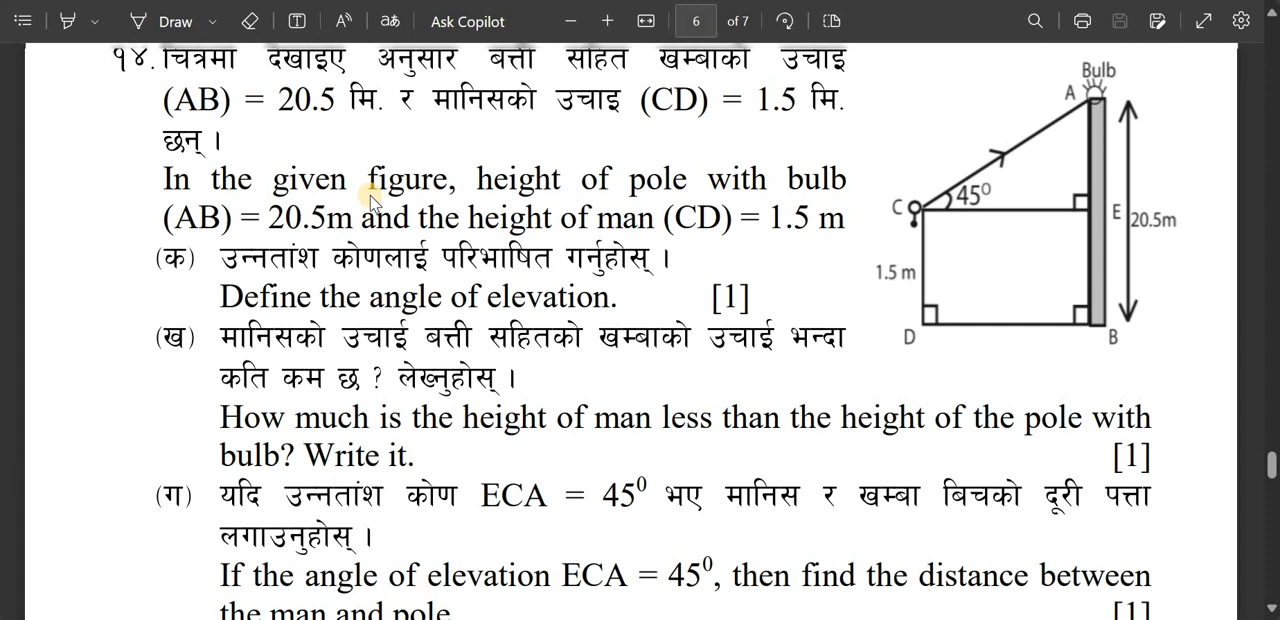 Draw
Ask Copilot
6 of 7
१४. चित्रमा देखाइए अनुसार बत्ती सहित खम्बाको उचाइ
(AB) = 20.5 मि. र मानिसको उचाइ (CD) = 1.5 मि.
छन् ।
In the given figure, height of pole with bulb
(AB) = 20.5m and the height of man (CD) = 1.5 m
(क) उन्नतांश कोणलाई परिभाषित गर्नुहोस् ।
Define the angle of elevation. [1]
(ख) मानिसको उचाई बत्ती सहितको खम्बाको उचाई भन्दा
कति कम छ ? लेख्नुहोस् ।
How much is the height of man less than the height of the pole with
bulb? Write it. [1]
(ग) यदि उन्नतांश कोण ECA = 45⁰ भए मानिस र खम्बा बिचको दूरी पत्ता
लगाउनुहोस् ।
If the angle of elevation ECA = 45⁰, then find the distance between
the man and pole. [1]
Bulb
A
45⁰
C
E
20.5m
1.5 m
D
B